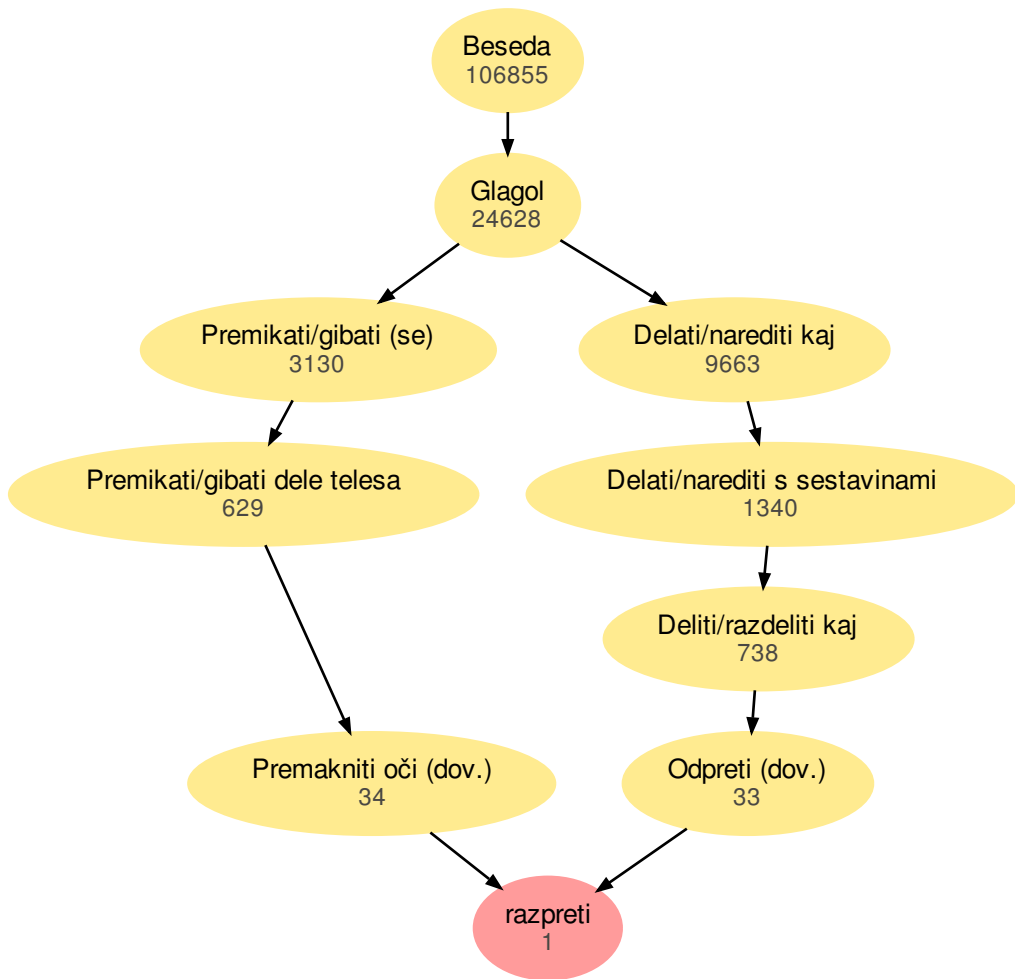 Beseda
106855
Glagol
24628
Premikati/gibati (se)
3130
Delati/narediti kaj
9663
Premikati/gibati dele telesa
629
Delati/narediti s sestavinami
1340
Deliti/razdeliti kaj
738
Premakniti oči (dov.)
34
Odpreti (dov.)
33
razpreti
1